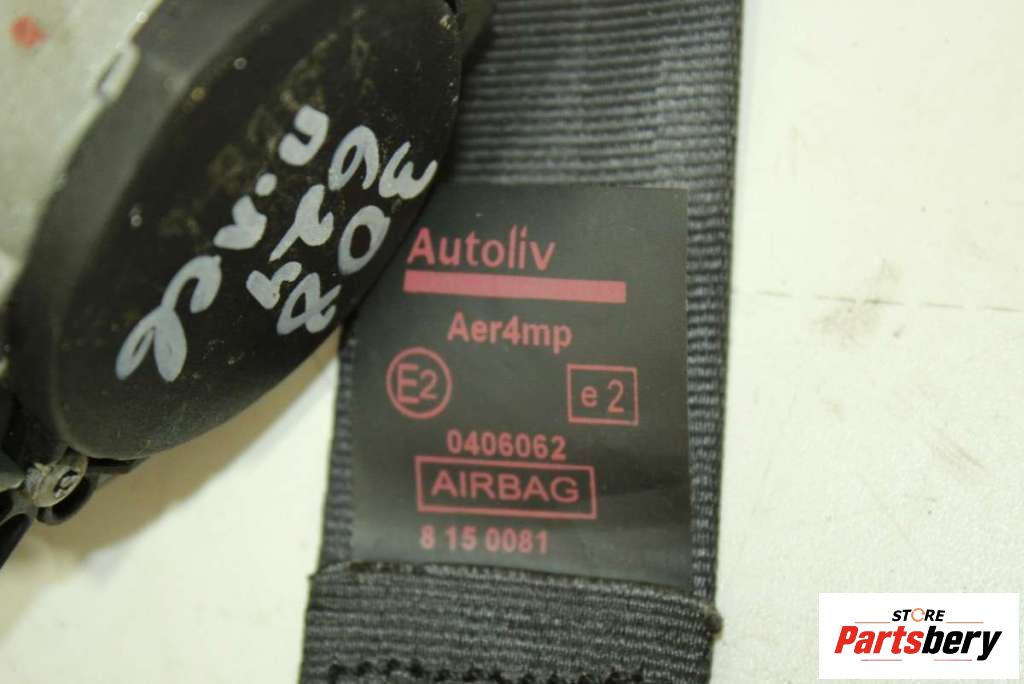 Autoliv
Aer4mp
E2
e 2
0406062
AIRBAG
8 15 0081
STORE
Partsbery